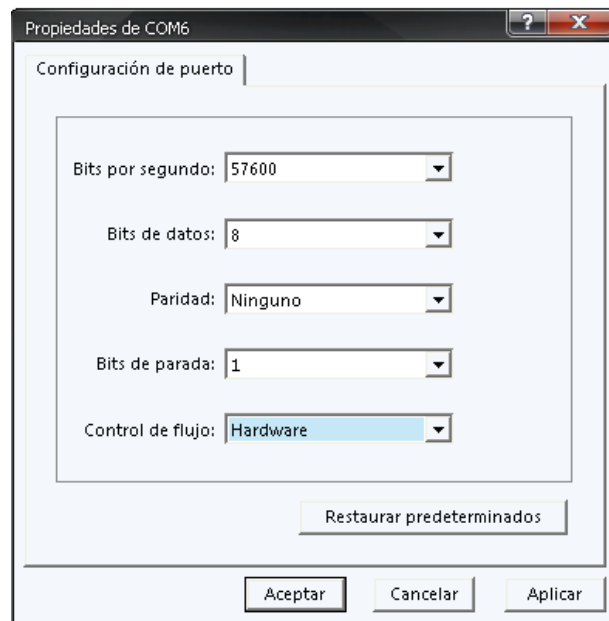 Propiedades de COM6
Configuración de puerto
Bits por segundo: 57600
Bits de datos: 8
Paridad: Ninguno
Bits de parada: 1
Control de flujo: Hardware
Restaurar predeterminados
Aceptar Cancelar Aplicar